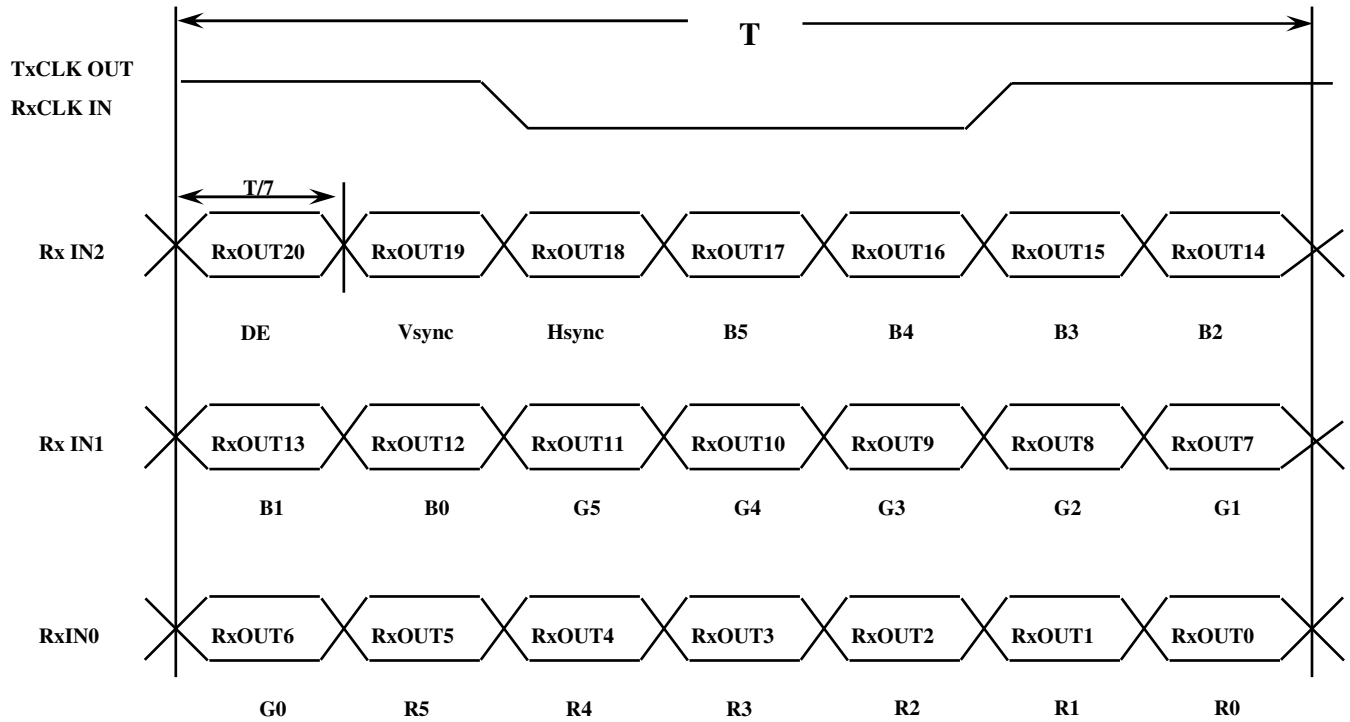 T
TxCLK OUT
RxCLK IN
T/7
Rx IN2 RxOUT20 RxOUT19 RxOUT18 RxOUT17 RxOUT16 RxOUT15 RxOUT14
DE Vsync Hsync B5 B4 B3 B2
Rx IN1 RxOUT13 RxOUT12 RxOUT11 RxOUT10 RxOUT9 RxOUT8 RxOUT7
B1 B0 G5 G4 G3 G2 G1
RxIN0 RxOUT6 RxOUT5 RxOUT4 RxOUT3 RxOUT2 RxOUT1 RxOUT0
G0 R5 R4 R3 R2 R1 R0